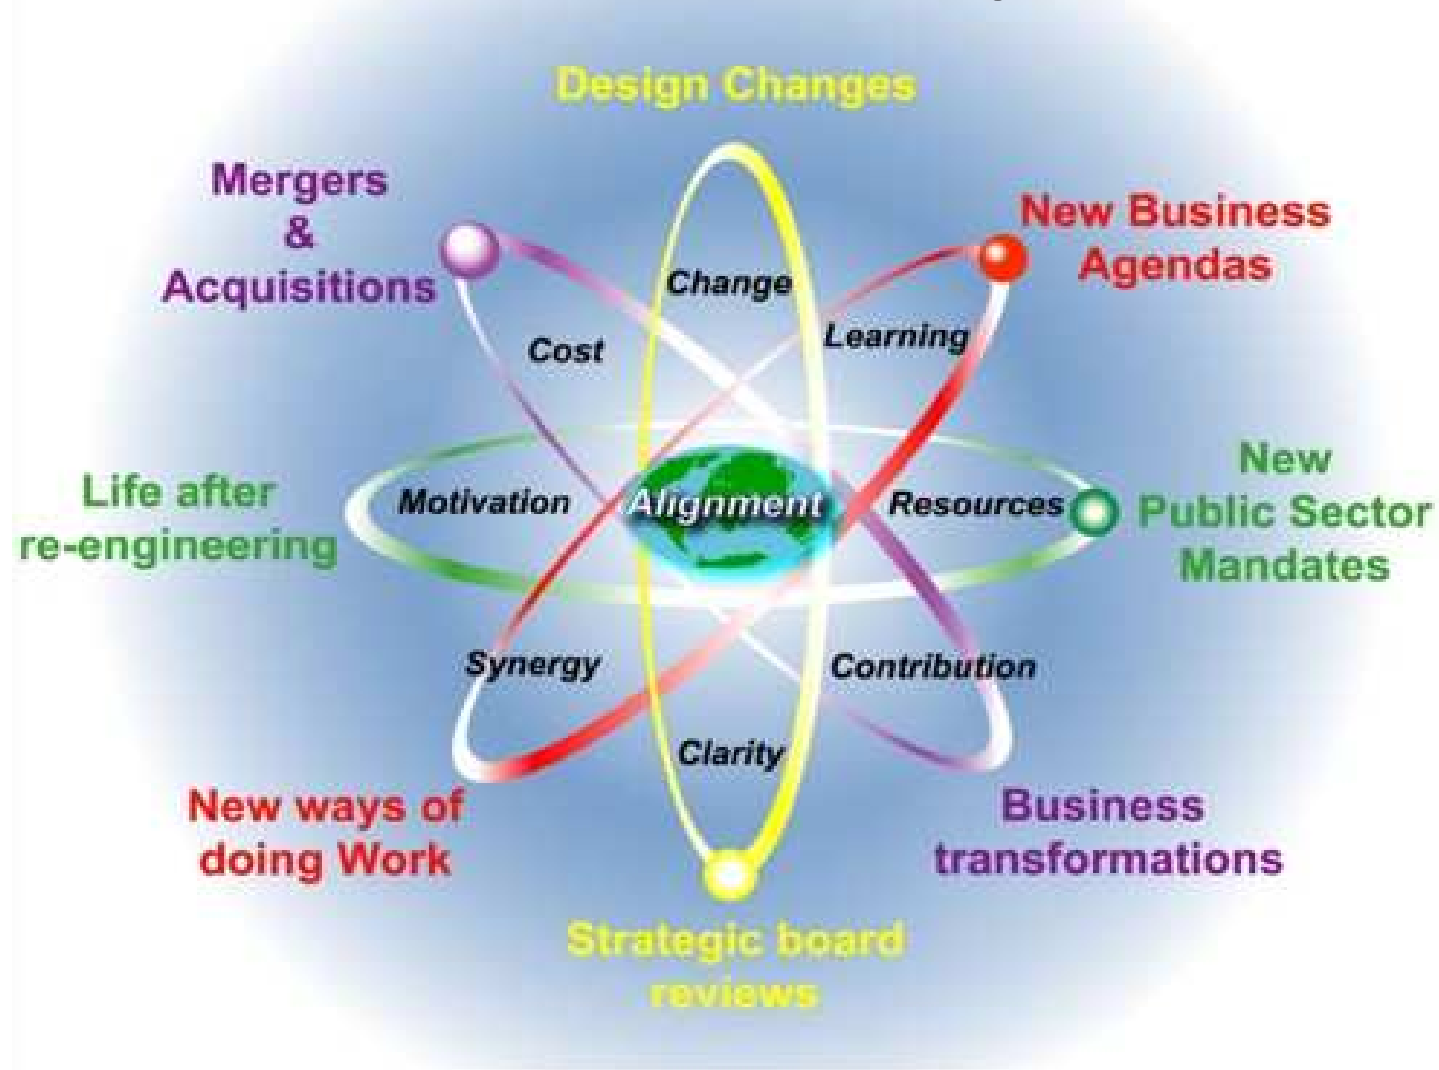 Design Changes
Mergers
&
Acquisitions
New Business
Agendas
Change
Learning
Cost
Life after
re-engineering
Motivation
Alignment
Resources
New
Public Sector
Mandates
Synergy
Contribution
Clarity
New ways of
doing Work
Business
transformations
Strategic board
reviews